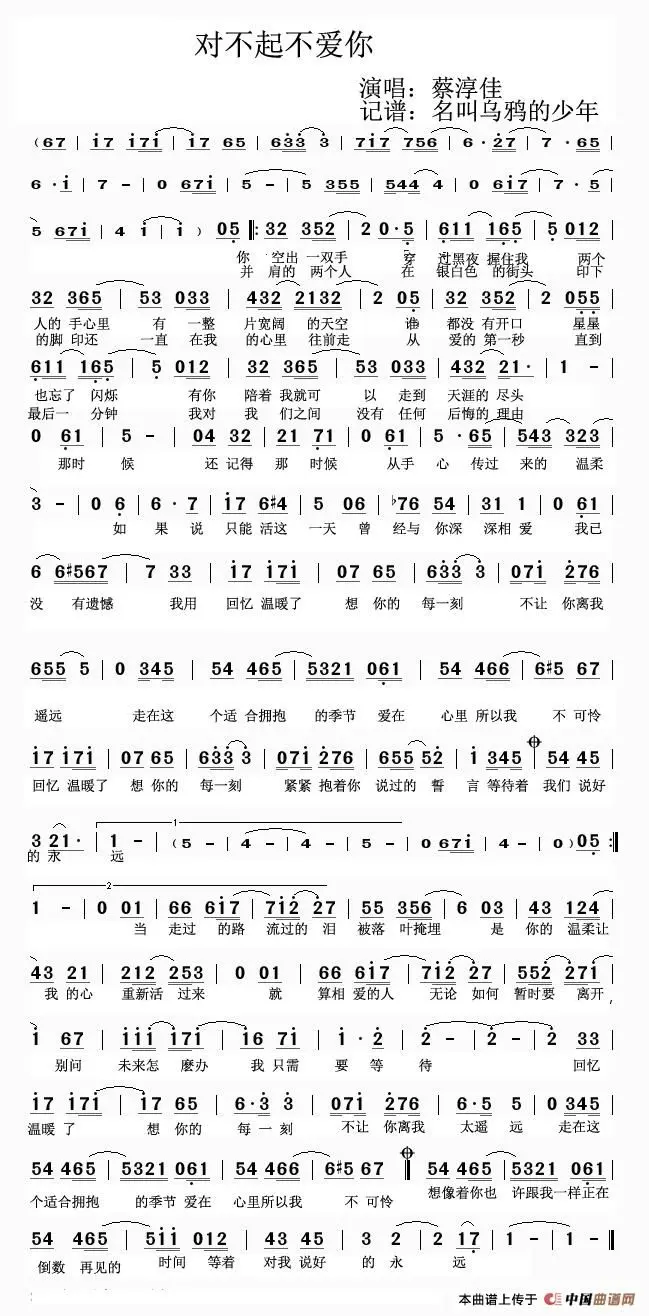 对不起不爱你
演唱：蔡淳佳
记谱：名叫乌鸦的少年
(67 | i7 i7i | i7 65 | 6333 3 | 7i7 756 | 6·27 | 7·65 |
6·i | 7 - | 0 67i | 5 - | 5 355 | 544 4 | 0 6i7 | 7·5 |
5 67i | 4 i | i ) 05 ‖: 32 352 | 2 0·5 | 611 165 | 5 012 |
你 空出 一双手 穿 过黑夜 握住我 两个
并 肩的 两个人 在 银白色 的街头 印下
32 365 | 53 033 | 432 2132 | 2 05 | 32 352 | 2 055 |
人的 手心里 有 一整 片宽阔 的天空 谁 都没 有开口 星星
的脚 印还 一直 在我 的心里 往前走 从 爱的 第一秒 直到
611 165 | 5 012 | 32 365 | 53 033 | 432 21· | 1 - |
也忘了 闪烁 有你 陪着 我就可 以 走到 天涯的 尽头
最后一 分钟 我对 我 们之间 没有 任何 后悔的 理由
0 61 | 5 - | 04 32 | 21 71 | 0 61 | 5·65 | 543 323 |
那时 候 还 记得 那 时候 从手 心 传过 来的 温柔
3 - | 0 6 | 6·7 | i7 6#4 | 5 06 | ♭76 54 | 31 1 | 0 61 |
如 果 说 只能 活这 一天 曾 经与 你深 深相 爱 我已
6 6#567 | 7 33 | i7 i7i | 07 65 | 633 3 | 07i 276 |
没 有遗憾 我用 回忆 温暖了 想 你的 每一刻 不让 你离我
655 5 | 0 345 | 54 465 | 5321 061 | 54 466 | 6#5 67 |
遥远 走在这 个适 合拥抱 的季节 爱在 心里 所以我 不 可怜
i7 i7i | 07 65 | 633 3 | 07i 276 | 655 52 | i 345 | 54 45 |
回忆 温暖了 想 你的 每一刻 紧紧 抱着你 说过的 誓 言 等待着 我们 说好
3 21· | 1 - | (5 - | 4 - | 4 - | 5 - | 0 67i | 4 - | 0) 05 :‖
1
的 永 远
2
1 - | 0 01 | 66 6i7 | 7i2 27 | 55 356 | 6 03 | 43 124 |
当 走过 的路 流过的 泪 被落 叶掩埋 是 你的 温柔让
43 21 | 212 253 | 0 01 | 66 6i7 | 7i2 27 | 552 27i |
我 的心 重新活 过来 就 算相 爱的人 无论 如何 暂时要 离开，
i 67 | iii i7i | i6 7i | i·2 | 2 - | 2 - | 2 33 |
别问 未来怎 麼办 我 只需 要 等 待 回忆
i7 i7i | i7 65 | 6·3 3 | 07i 276 | 6·5 5 | 0 345 |
温暖 了 想 你的 每 一刻 不让 你离我 太遥 远 走在这
54 465 | 5321 061 | 54 466 | 6#5 67 ‖ 54 465 | 5321 061 |
个适合拥抱 的季节 爱在 心里所以我 不 可怜 想像着你也 许跟我一样正在
54 465 | 5ii 012 | 43 45 | 3 2 | 2 17 | 1 - | 1 - ‖
倒数 再见的 时间 等着 对我 说好 的 永 远
本曲谱上传于 中国曲谱网